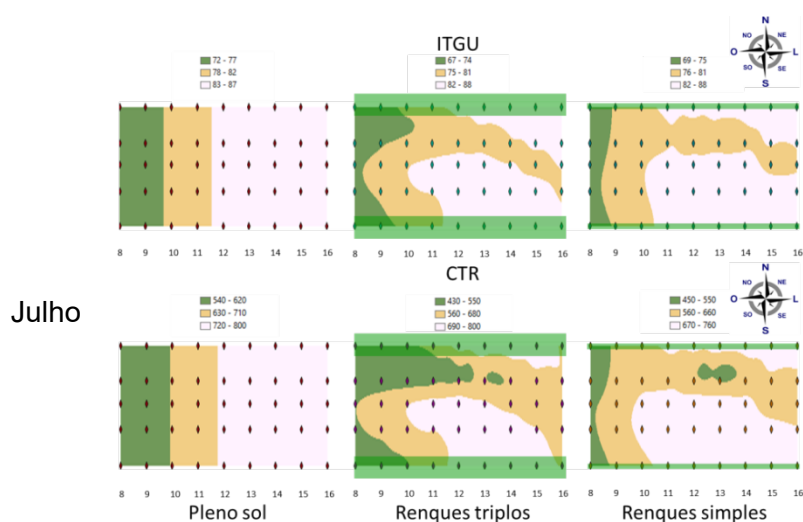 ITGU
N
NO NE
O L
SO SE
S
72 - 77
78 - 82
83 - 87
67 - 74
75 - 81
82 - 88
69 - 75
76 - 81
82 - 88
8 9 10 11 12 13 14 15 16
8 9 10 11 12 13 14 15 16
8 9 10 11 12 13 14 15 16
CTR
N
NO NE
O L
SO SE
S
Julho
540 - 620
630 - 710
720 - 800
430 - 550
560 - 680
690 - 800
450 - 550
560 - 660
670 - 760
8 9 10 11 12 13 14 15 16
8 9 10 11 12 13 14 15 16
8 9 10 11 12 13 14 15 16
Pleno sol
Renques triplos
Renques simples